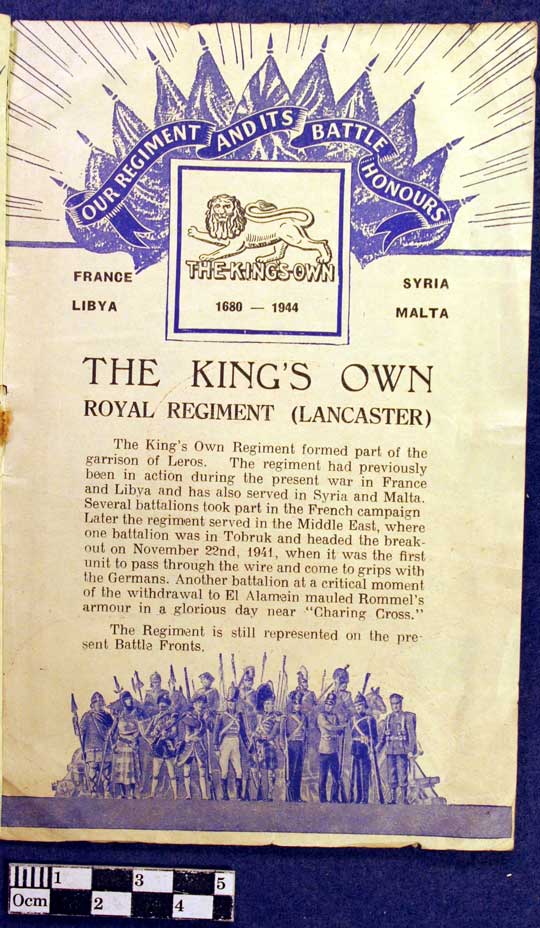 OUR REGIMENT AND ITS BATTLE HONOURS
THE·KING'S·OWN
1680 — 1944
FRANCE
LIBYA
SYRIA
MALTA
THE KING'S OWN
ROYAL REGIMENT (LANCASTER)
The King's Own Regiment formed part of the
garrison of Leros. The regiment had previously
been in action during the present war in France
and Libya and has also served in Syria and Malta.
Several battalions took part in the French campaign
Later the regiment served in the Middle East, where
one battalion was in Tobruk and headed the break-
out on November 22nd, 1941, when it was the first
unit to pass through the wire and come to grips with
the Germans. Another battalion at a critical moment
of the withdrawal to El Alamein mauled Rommel's
armour in a glorious day near "Charing Cross."
The Regiment is still represented on the pre-
sent Battle Fronts.
1 3 5
0cm 2 4